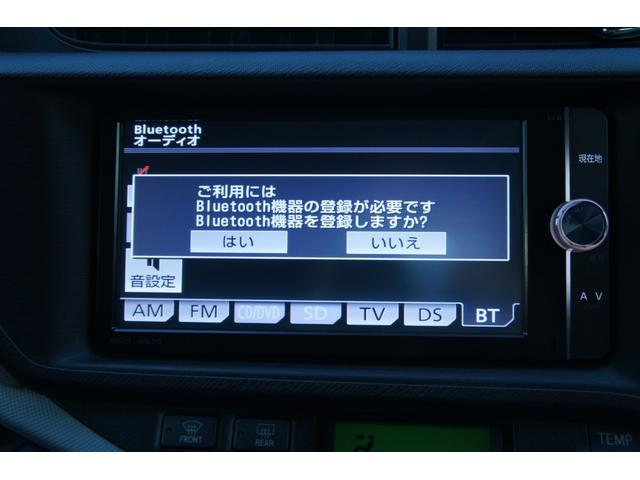 Bluetooth
オーディオ
ご利用には
Bluetooth機器の登録が必要です
Bluetooth機器を登録しますか?
はい
いいえ
音設定
AM
FM
CD/DVD
SD
TV
DS
BT
現在地
A V
FRONT
REAR
TEMP